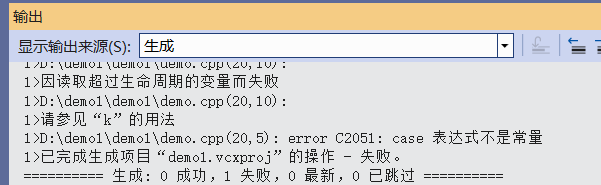 输出
显示输出来源(S): 生成
1>D:\demo1\demo1\demo.cpp(20,10):
1>因读取超过生命周期的变量而失败
1>D:\demo1\demo1\demo.cpp(20,10):
1>请参见“k”的用法
1>D:\demo1\demo1\demo.cpp(20,5): error C2051: case 表达式不是常量
1>已完成生成项目“demo1.vcxproj”的操作 - 失败。
========== 生成: 0 成功，1 失败，0 最新，0 已跳过 ==========